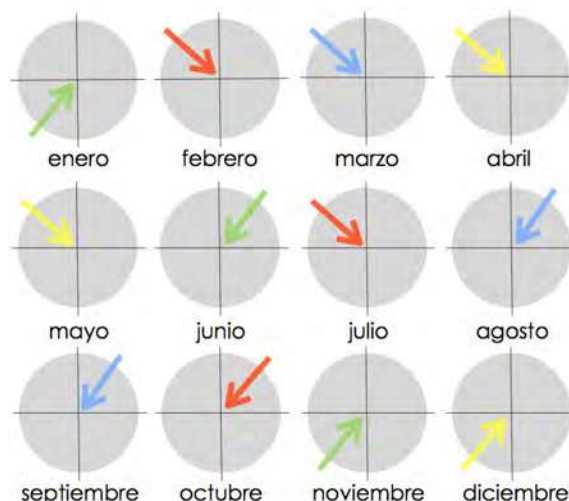 enero febrero marzo abril
mayo junio julio agosto
septiembre octubre noviembre diciembre